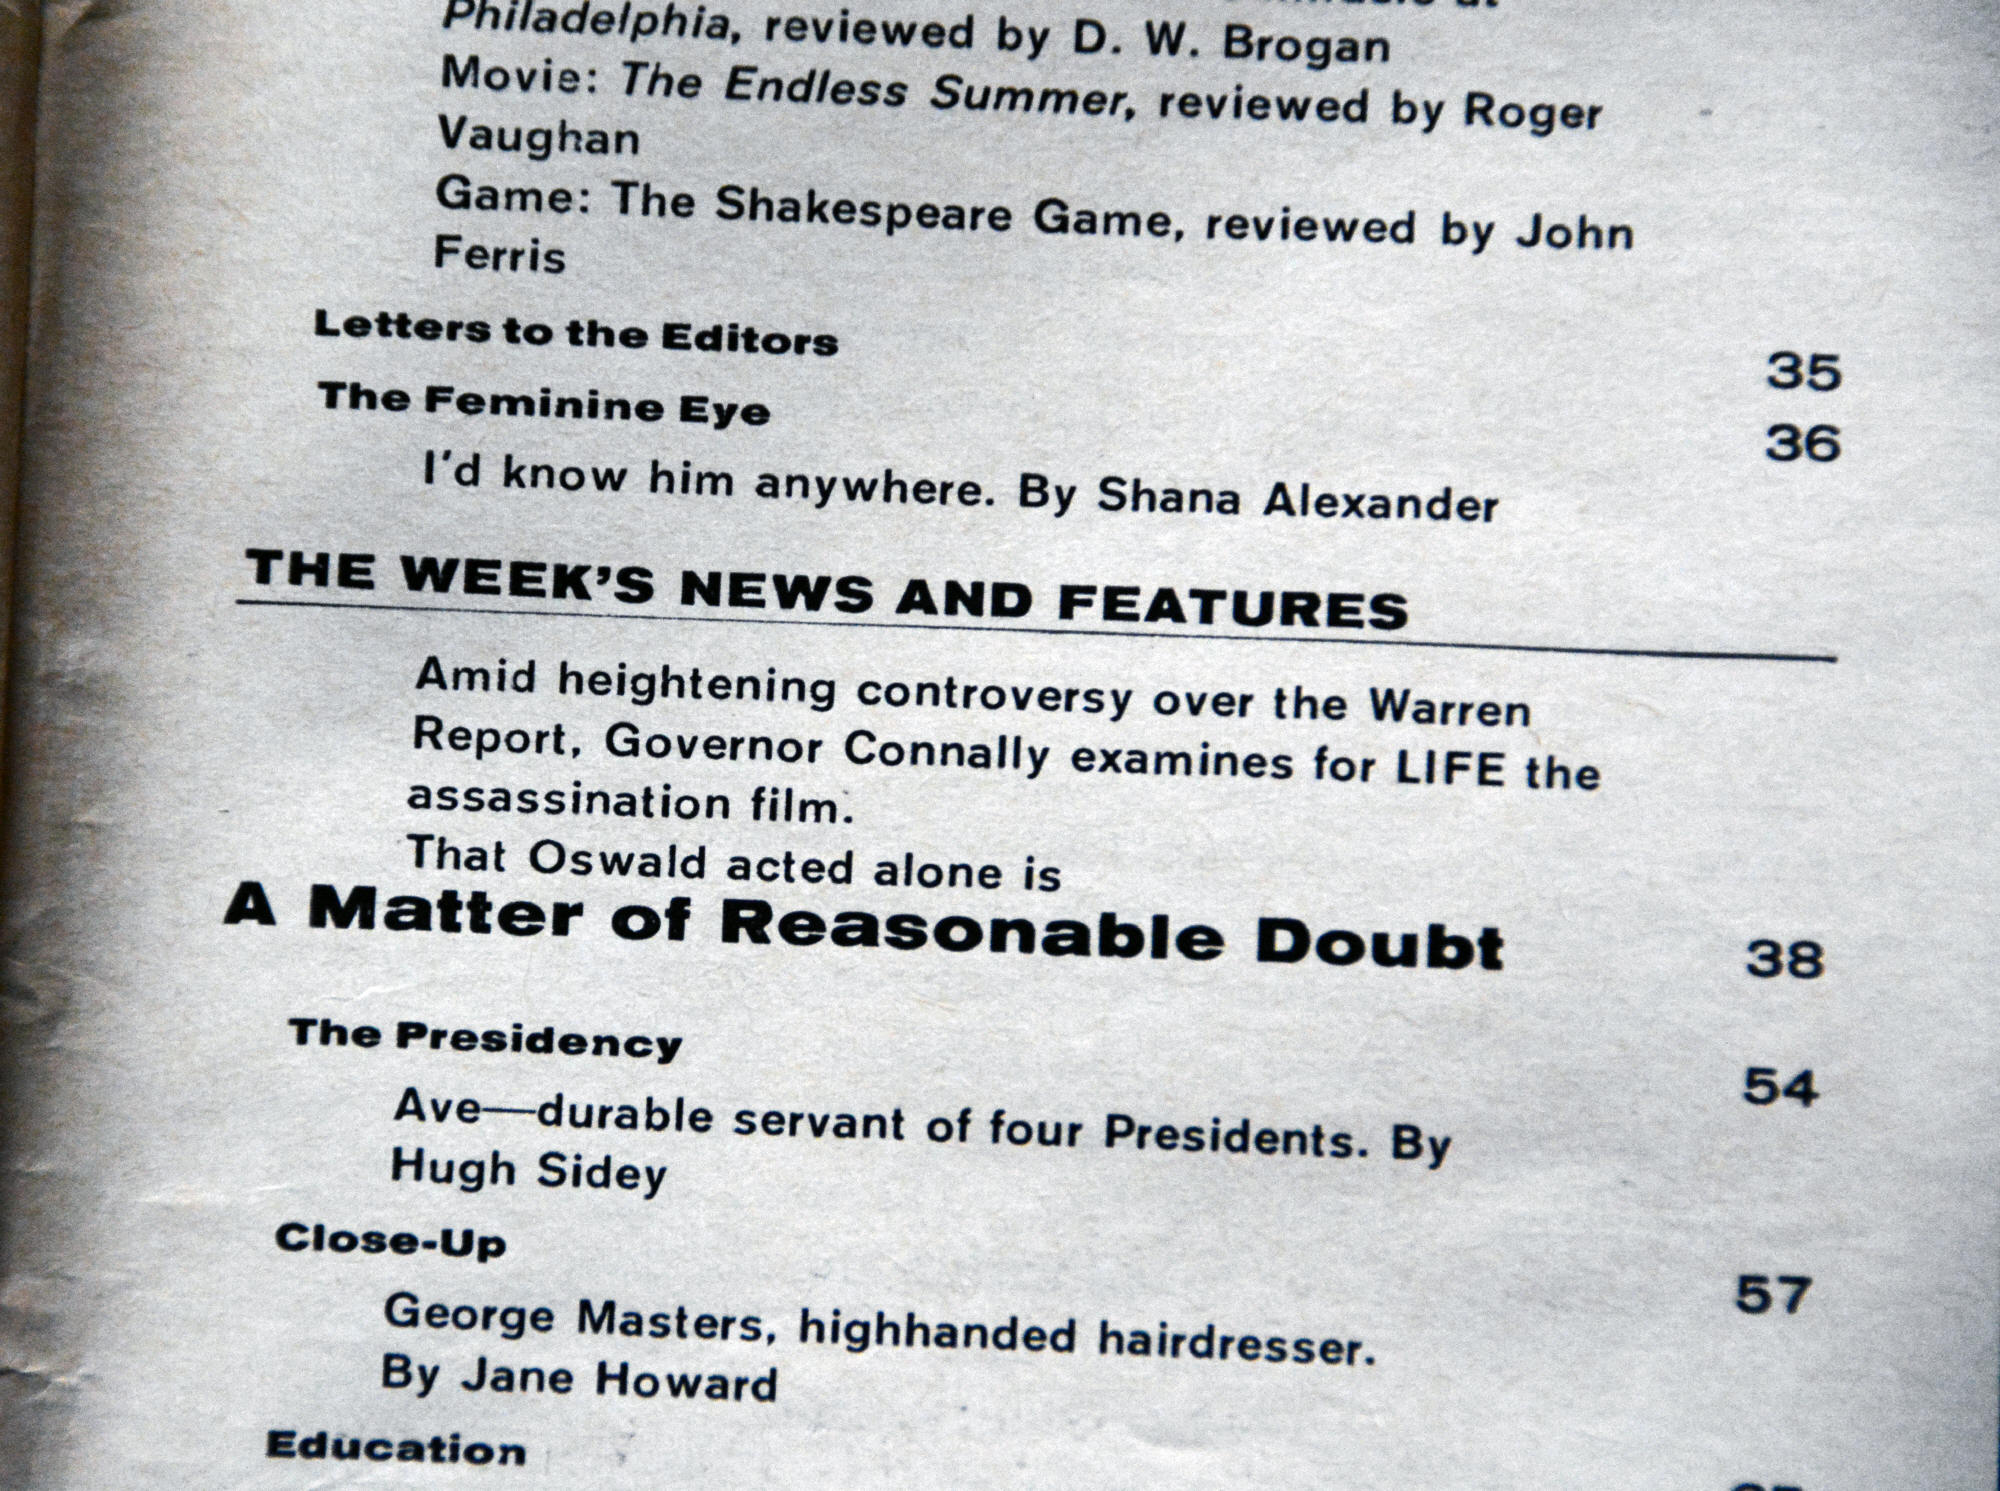 Philadelphia, reviewed by D. W. Brogan
Movie: The Endless Summer, reviewed by Roger
Vaughan
Game: The Shakespeare Game, reviewed by John
Ferris
Letters to the Editors 35
The Feminine Eye 36
I'd know him anywhere. By Shana Alexander
THE WEEK'S NEWS AND FEATURES
Amid heightening controversy over the Warren
Report, Governor Connally examines for LIFE the
assassination film.
That Oswald acted alone is
A Matter of Reasonable Doubt 38
The Presidency 54
Ave—durable servant of four Presidents. By
Hugh Sidey
Close-Up 57
George Masters, highhanded hairdresser.
By Jane Howard
Education